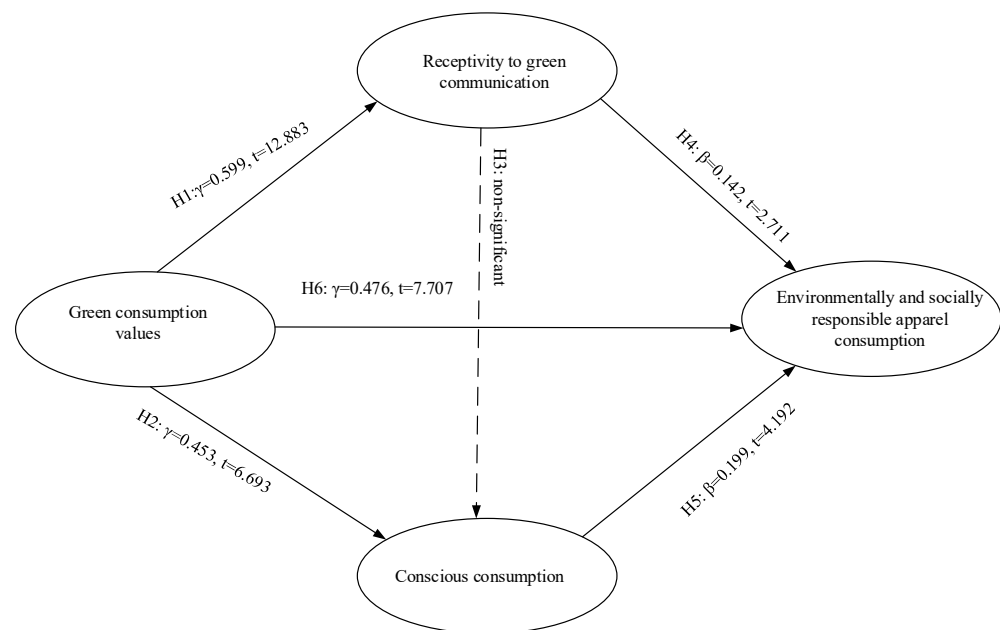 Receptivity to green
communication
H1:γ=0.599, t=12.883
H3: non-significant
H4: β=0.142, t=2.711
H6: γ=0.476, t=7.707
Green consumption
values
Environmentally and socially
responsible apparel
consumption
H2: γ=0.453, t=6.693
H5: β=0.199, t=4.192
Conscious consumption